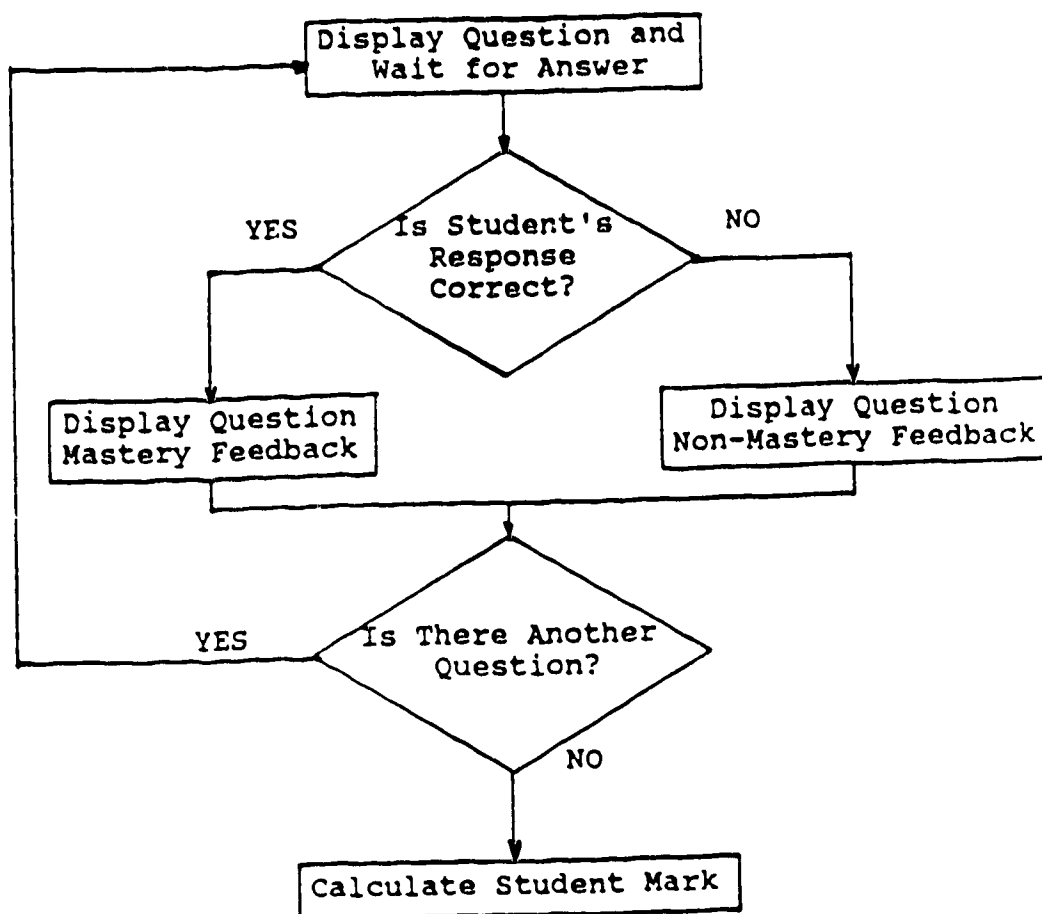 Display Question and
Wait for Answer
YES
Is Student's
Response
Correct?
NO
Display Question
Mastery Feedback
Display Question
Non-Mastery Feedback
YES
Is There Another
Question?
NO
Calculate Student Mark